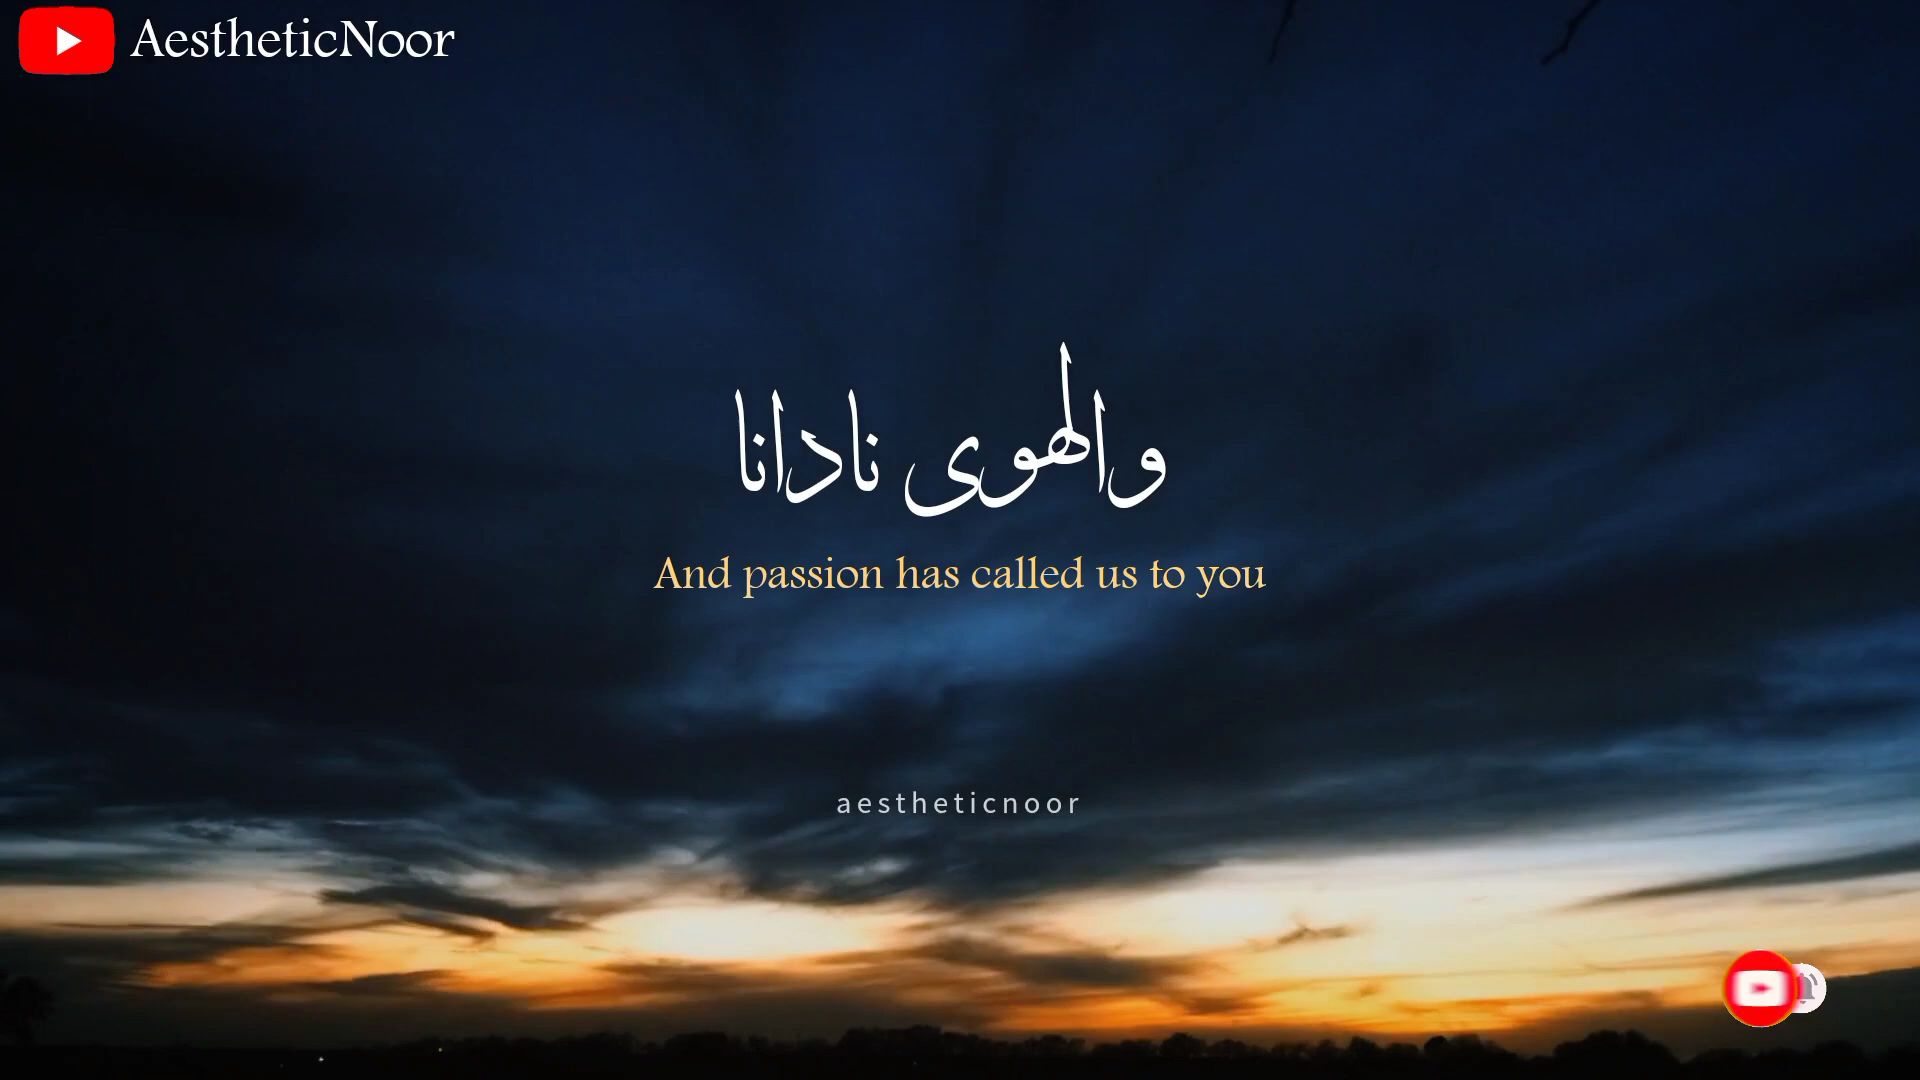 AestheticNoor
والهوى نادانا
And passion has called us to you
aestheticnoor